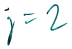 y = 2